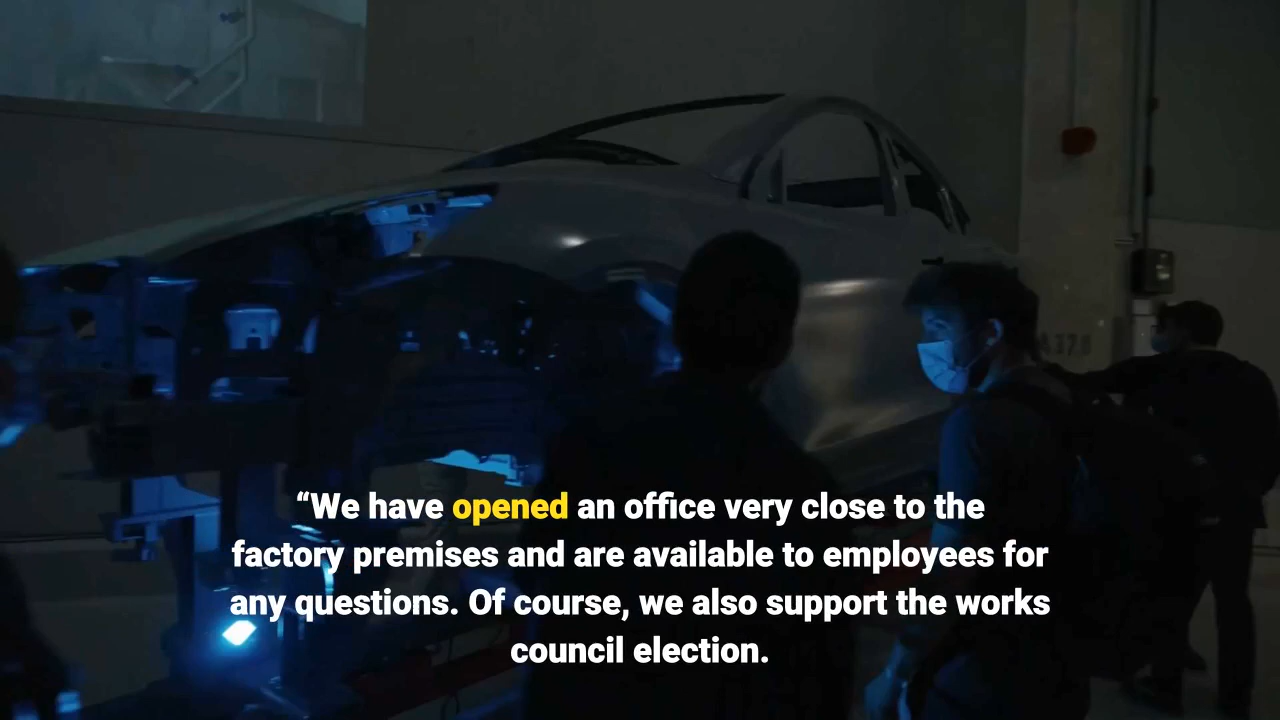 “We have opened an office very close to the
factory premises and are available to employees for
any questions. Of course, we also support the works
council election.